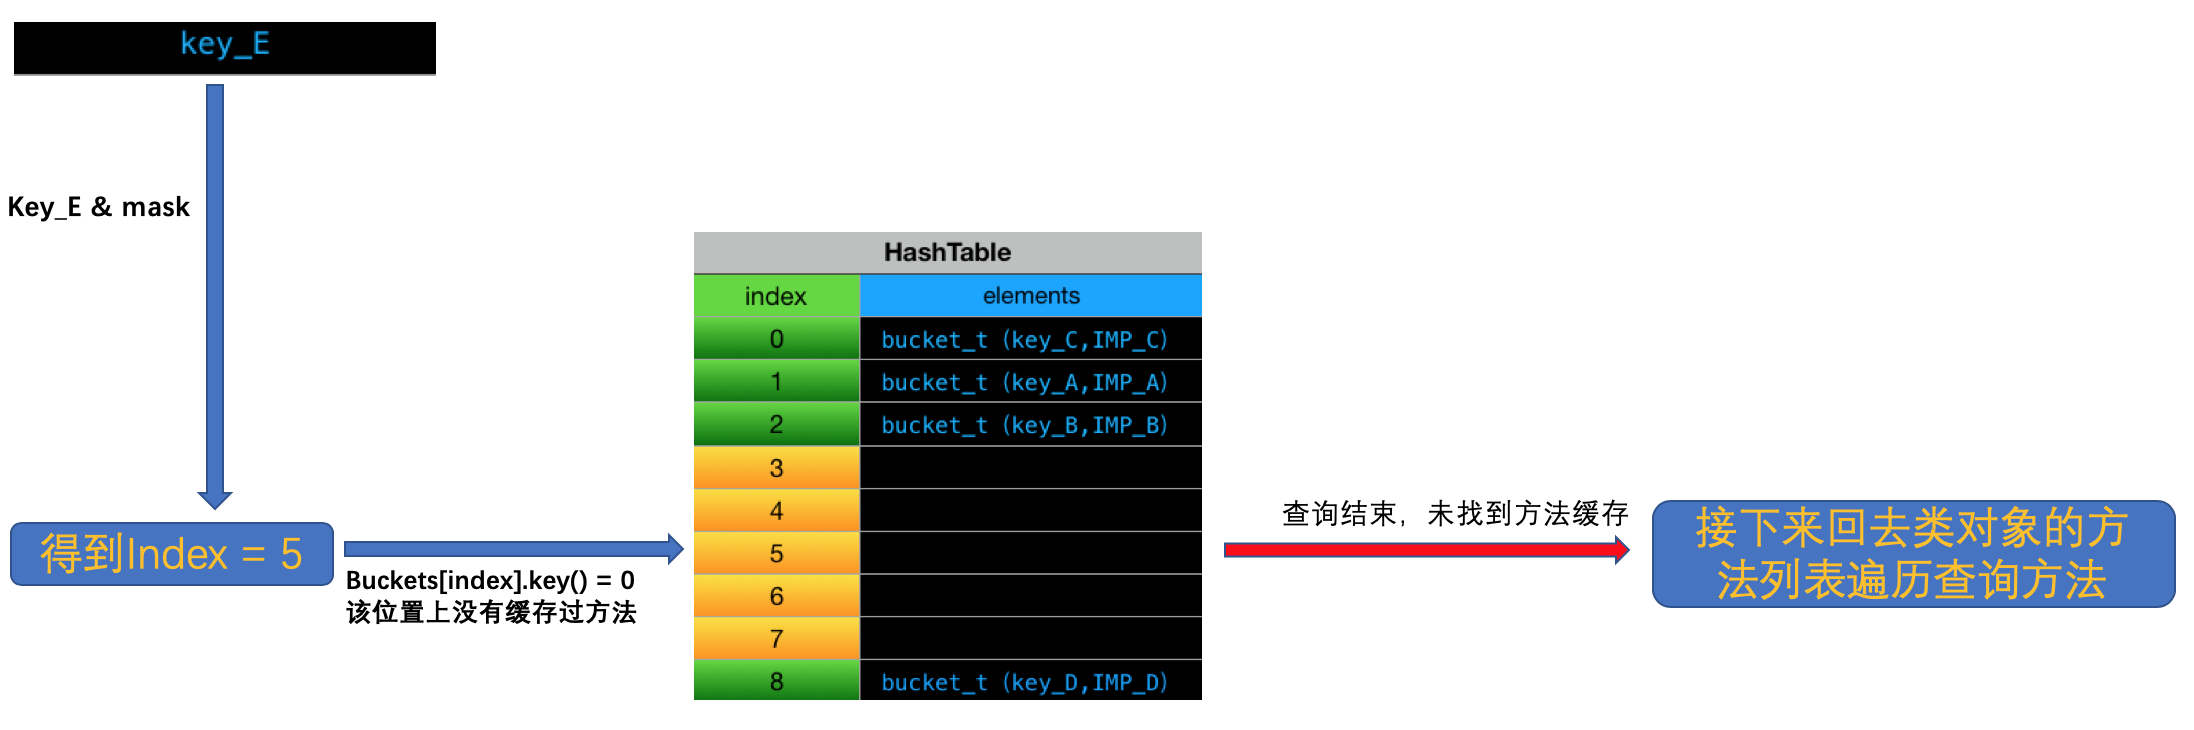 key_E
Key_E & mask
得到Index = 5
Buckets[index].key() = 0
该位置上没有缓存过方法
HashTable
index elements
0 bucket_t (key_C,IMP_C)
1 bucket_t (key_A,IMP_A)
2 bucket_t (key_B,IMP_B)
3
4
5
6
7
8 bucket_t (key_D,IMP_D)
查询结束，未找到方法缓存
接下来回去类对象的方
法列表遍历查询方法